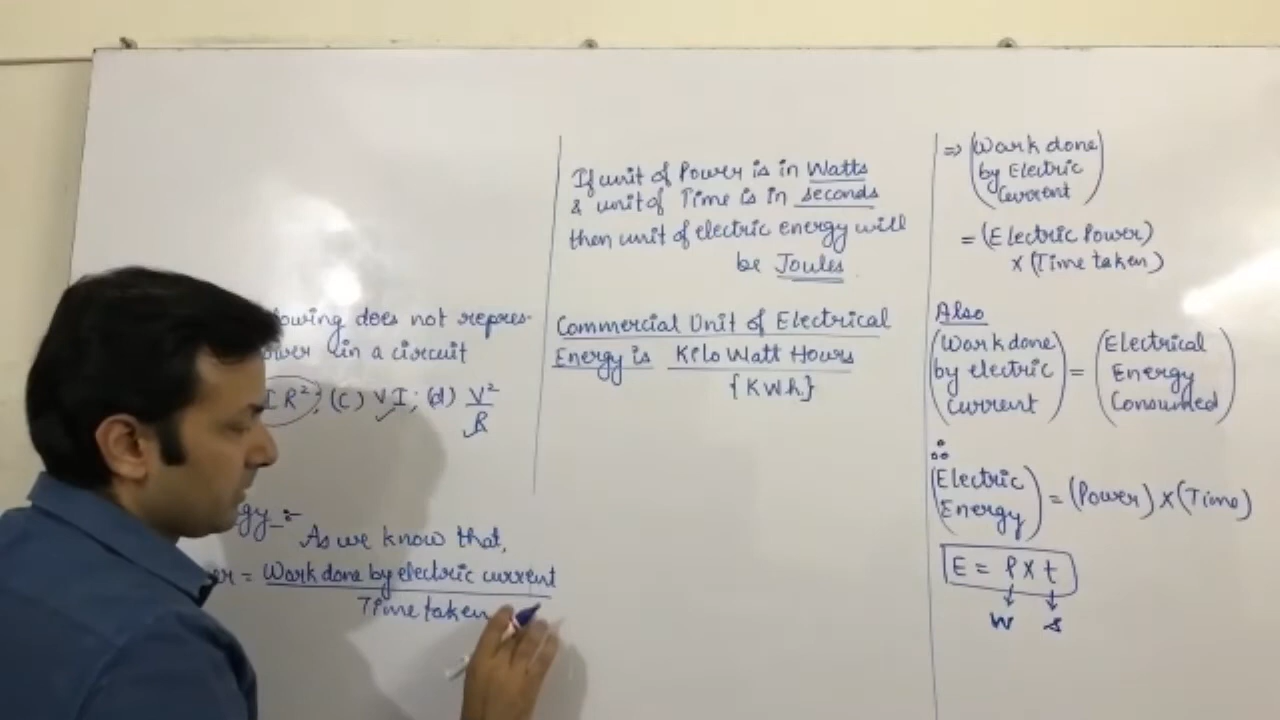 lowing does not repres-
ower in a circuit
IR²; (c) VI; (d) V²/R
gy :-
As we know that,
er = Work done by electric current
Time taken
If unit of Power is in Watts
& unit of Time is in seconds
then unit of electric energy will
be Joules
Commercial Unit of Electrical
Energy is Kilo Watt Hours
{KWh}
⇒ (Work done
by Electric
Current)
= (Electric Power)
× (Time taken)
Also
(Work done by electric current) = (Electrical Energy Consumed)
∴
(Electric Energy) = (Power) × (Time)
E = P × t
W s